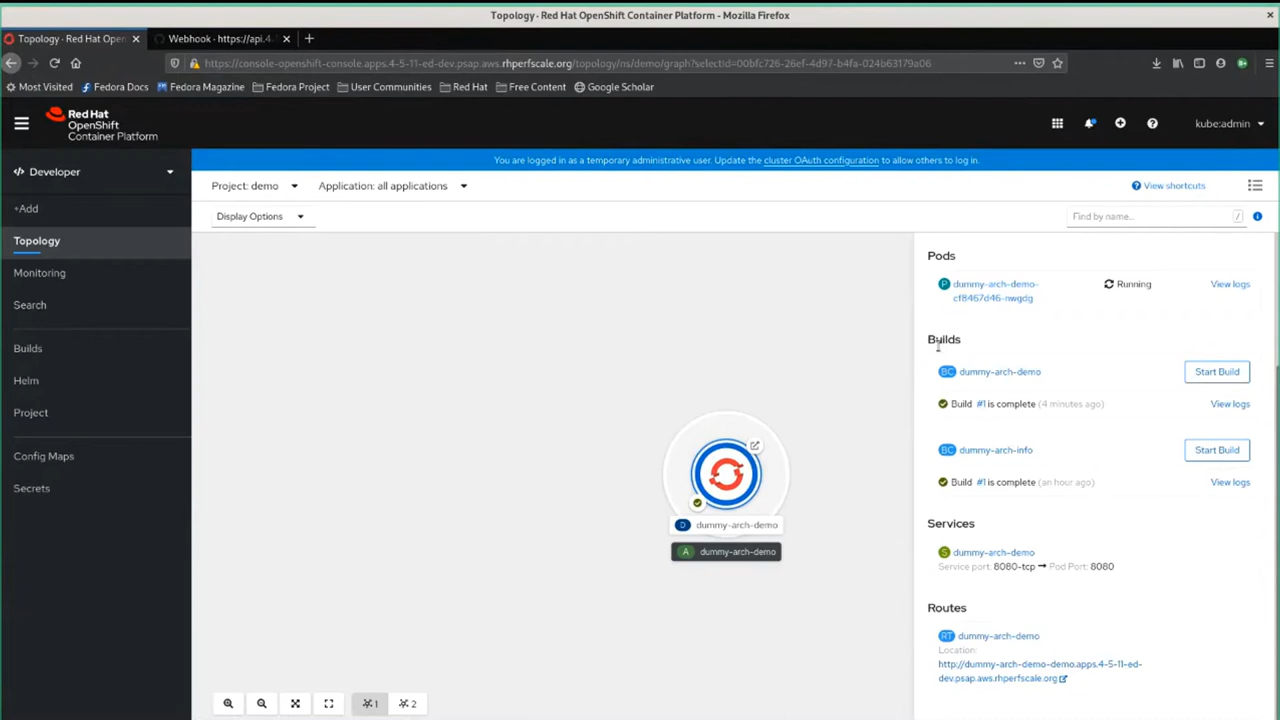 Topology - Red Hat OpenShift Container Platform - Mozilla Firefox
Topology - Red Hat Open
Webhook - https://api.4-
https://console-openshift-console.apps.4-5-11-ed-dev.psap.aws.rhperfscale.org/topology/ns/demo/graph?selectId=00bfc726-26ef-4d97-b4fa-024b63179a06
Most Visited Fedora Docs Fedora Magazine Fedora Project User Communities Red Hat Free Content Google Scholar
Red Hat
OpenShift
Container Platform
kube:admin
You are logged in as a temporary administrative user. Update the cluster OAuth configuration to allow others to log in.
</> Developer
+Add
Topology
Monitoring
Search
Builds
Helm
Project
Config Maps
Secrets
Project: demo Application: all applications
View shortcuts
Display Options
Find by name... /
D dummy-arch-demo
A dummy-arch-demo
1 2
Pods
P dummy-arch-demo-
cf8467d46-nwgdg
Running View logs
Builds
BC dummy-arch-demo Start Build
Build #1 is complete (4 minutes ago) View logs
BC dummy-arch-info Start Build
Build #1 is complete (an hour ago) View logs
Services
S dummy-arch-demo
Service port: 8080-tcp → Pod Port: 8080
Routes
RT dummy-arch-demo
Location:
http://dummy-arch-demo-demo.apps.4-5-11-ed-
dev.psap.aws.rhperfscale.org